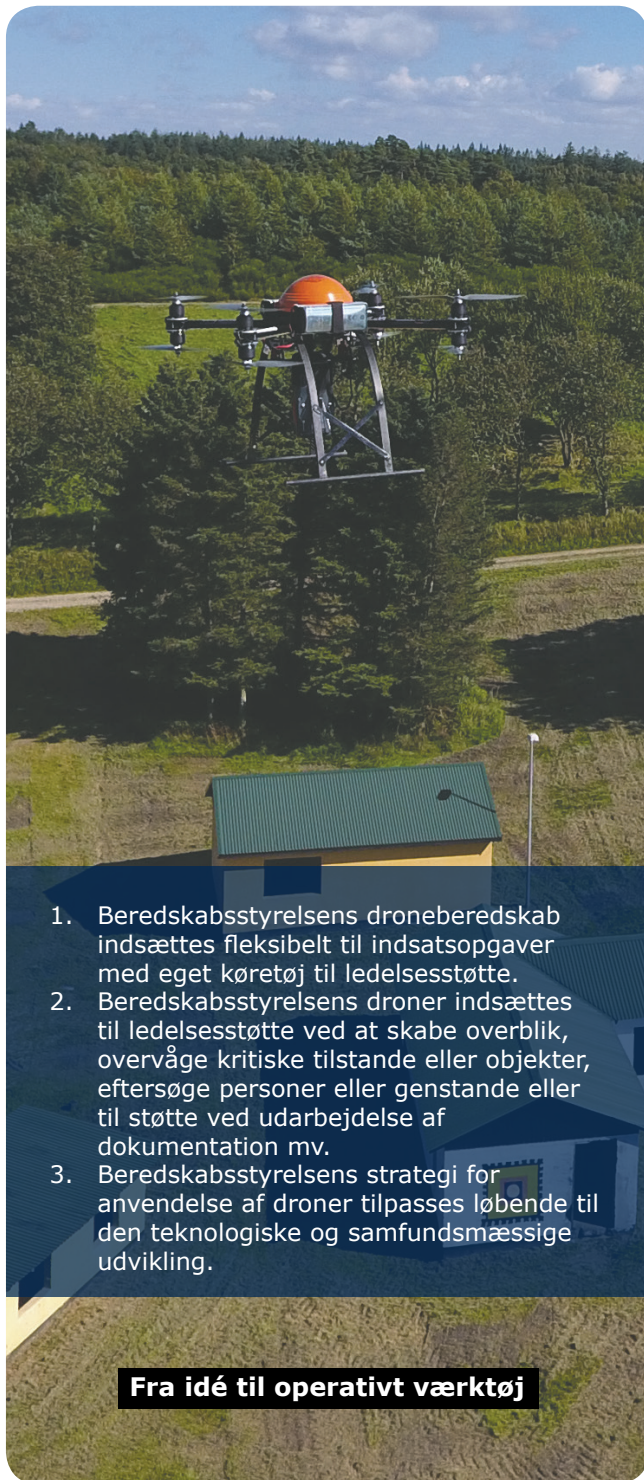 1. Beredskabsstyrelsens droneberedskab
indsættes fleksibelt til indsatsopgaver
med eget køretøj til ledelsesstøtte.
2. Beredskabsstyrelsens droner indsættes
til ledelsesstøtte ved at skabe overblik,
overvåge kritiske tilstande eller objekter,
eftersøge personer eller genstande eller
til støtte ved udarbejdelse af
dokumentation mv.
3. Beredskabsstyrelsens strategi for
anvendelse af droner tilpasses løbende til
den teknologiske og samfundsmæssige
udvikling.
Fra idé til operativt værktøj